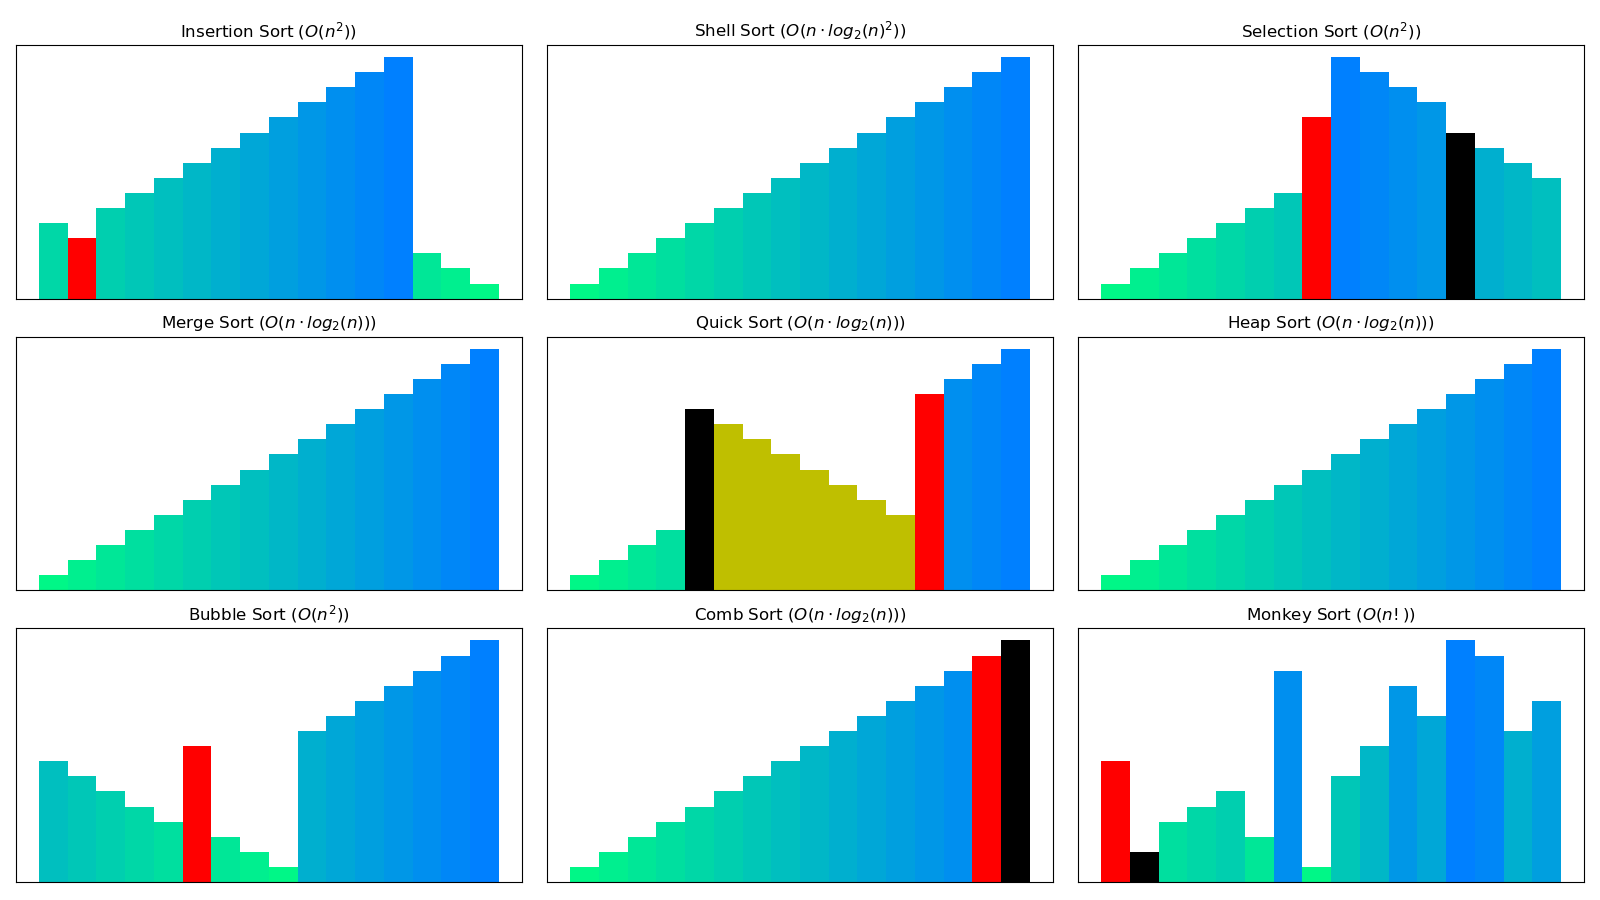 Insertion Sort (O(n²))
Shell Sort (O(n · log₂(n)²))
Selection Sort (O(n²))
Merge Sort (O(n · log₂(n)))
Quick Sort (O(n · log₂(n)))
Heap Sort (O(n · log₂(n)))
Bubble Sort (O(n²))
Comb Sort (O(n · log₂(n)))
Monkey Sort (O(n!))